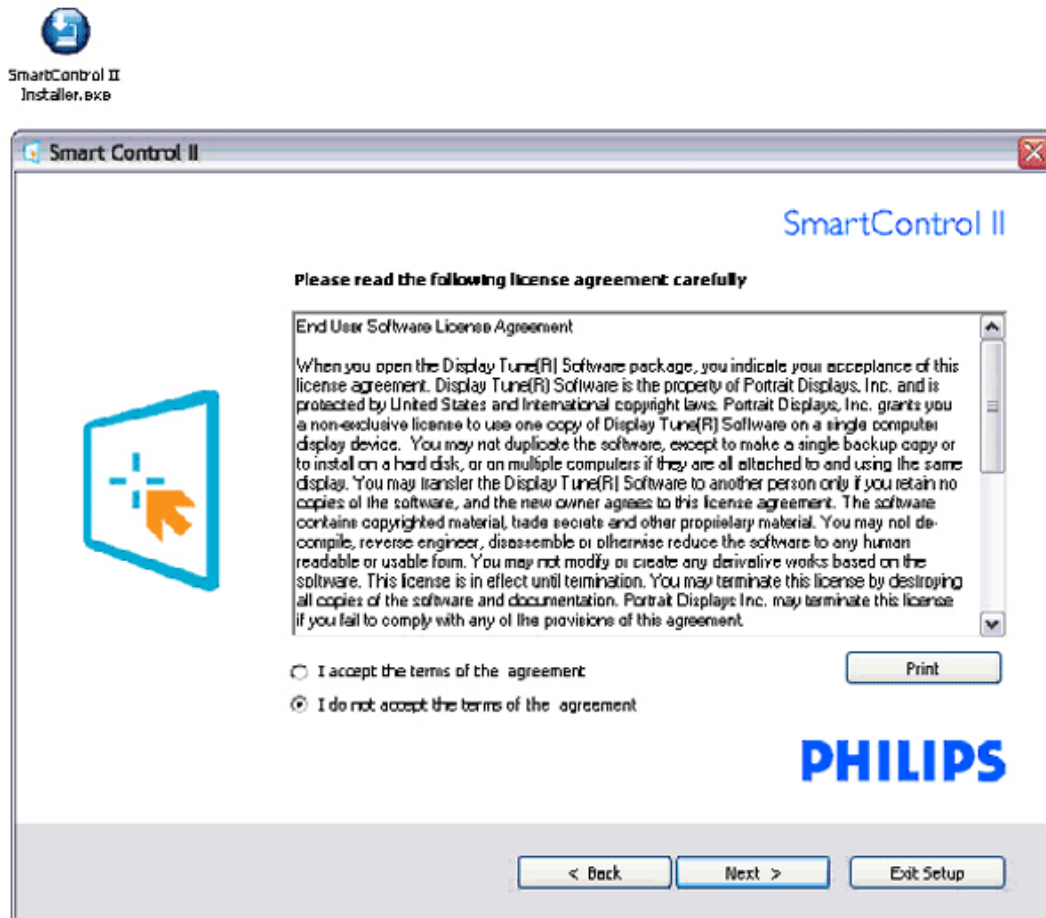 SmartControl II
Installer.exe
Smart Control II
SmartControl II
Please read the following license agreement carefully
End User Software License Agreement
When you open the Display Tune(R) Software package, you indicate your acceptance of this
license agreement. Display Tune(R) Software is the property of Portrait Displays, Inc. and is
protected by United States and International copyright laws. Portrait Displays, Inc. grants you
a non-exclusive license to use one copy of Display Tune(R) Software on a single computer
display device. You may not duplicate the software, except to make a single backup copy or
to install on a hard disk, or on multiple computers if they are all attached to and using the same
display. You may transfer the Display Tune(R) Software to another person only if you retain no
copies of the software, and the new owner agrees to this license agreement. The software
contains copyrighted material, trade secrets and other proprietary material. You may not de-
compile, reverse engineer, disassemble or otherwise reduce the software to any human
readable or usable form. You may not modify or create any derivative works based on the
software. This license is in effect until termination. You may terminate this license by destroying
all copies of the software and documentation. Portrait Displays Inc. may terminate this license
if you fail to comply with any of the provisions of this agreement.
I accept the terms of the agreement
Print
I do not accept the terms of the agreement
PHILIPS
< Back
Next >
Exit Setup